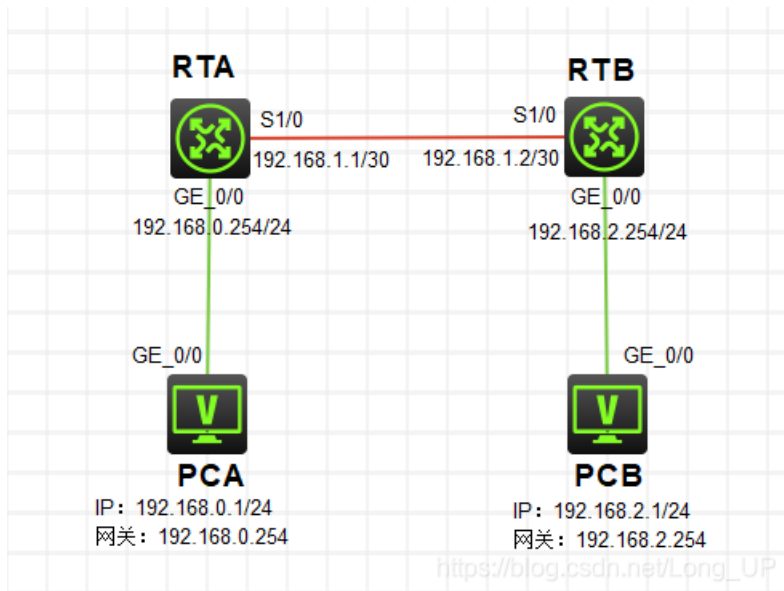 RTA
RTB
S1/0
S1/0
192.168.1.1/30
192.168.1.2/30
GE_0/0
GE_0/0
192.168.0.254/24
192.168.2.254/24
GE_0/0
GE_0/0
V
V
PCA
PCB
IP：192.168.0.1/24
网关：192.168.0.254
IP：192.168.2.1/24
网关：192.168.2.254
https://blog.csdn.net/Long_UP